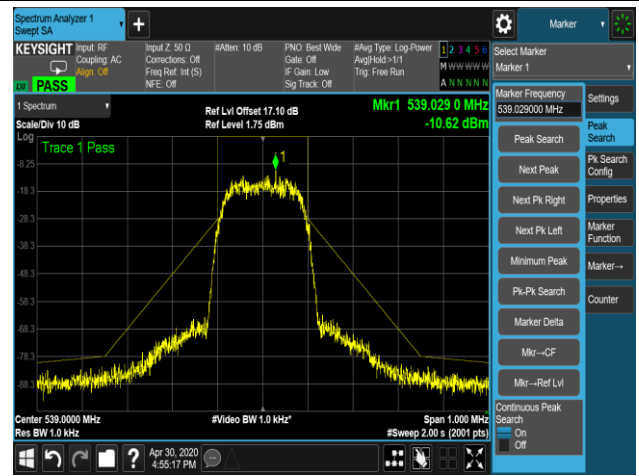 Spectrum Analyzer 1
Swept SA
Marker
KEYSIGHT
Input: RF
Coupling: AC
Align: Off
Input Z: 50 Ω
Corrections: Off
Freq Ref: Int (S)
NFE: Off
#Atten: 10 dB
PNO: Best Wide
Gate: Off
IF Gain: Low
Sig Track: Off
#Avg Type: Log-Power
Avg|Hold:>1/1
Trig: Free Run
1 2 3 4 5 6
M W W W W W
A N N N N N
LXI
PASS
Select Marker
Marker 1
1 Spectrum
Scale/Div 10 dB
Log
Ref Lvl Offset 17.10 dB
Ref Level 1.75 dBm
Mkr1 539.029 0 MHz
-10.62 dBm
Trace 1 Pass
1
-8.25
-18.3
-28.3
-38.3
-48.3
-58.3
-68.3
-78.3
-88.3
Center 539.0000 MHz
Res BW 1.0 kHz
#Video BW 1.0 kHz*
Span 1.000 MHz
#Sweep 2.00 s (2001 pts)
Marker Frequency
539.029000 MHz
Peak Search
Next Peak
Next Pk Right
Next Pk Left
Minimum Peak
Pk-Pk Search
Marker Delta
Mkr→CF
Mkr→Ref Lvl
Continuous Peak
Search
On
Off
Settings
Peak
Search
Pk Search
Config
Properties
Marker
Function
Marker→
Counter
?
Apr 30, 2020
4:55:17 PM